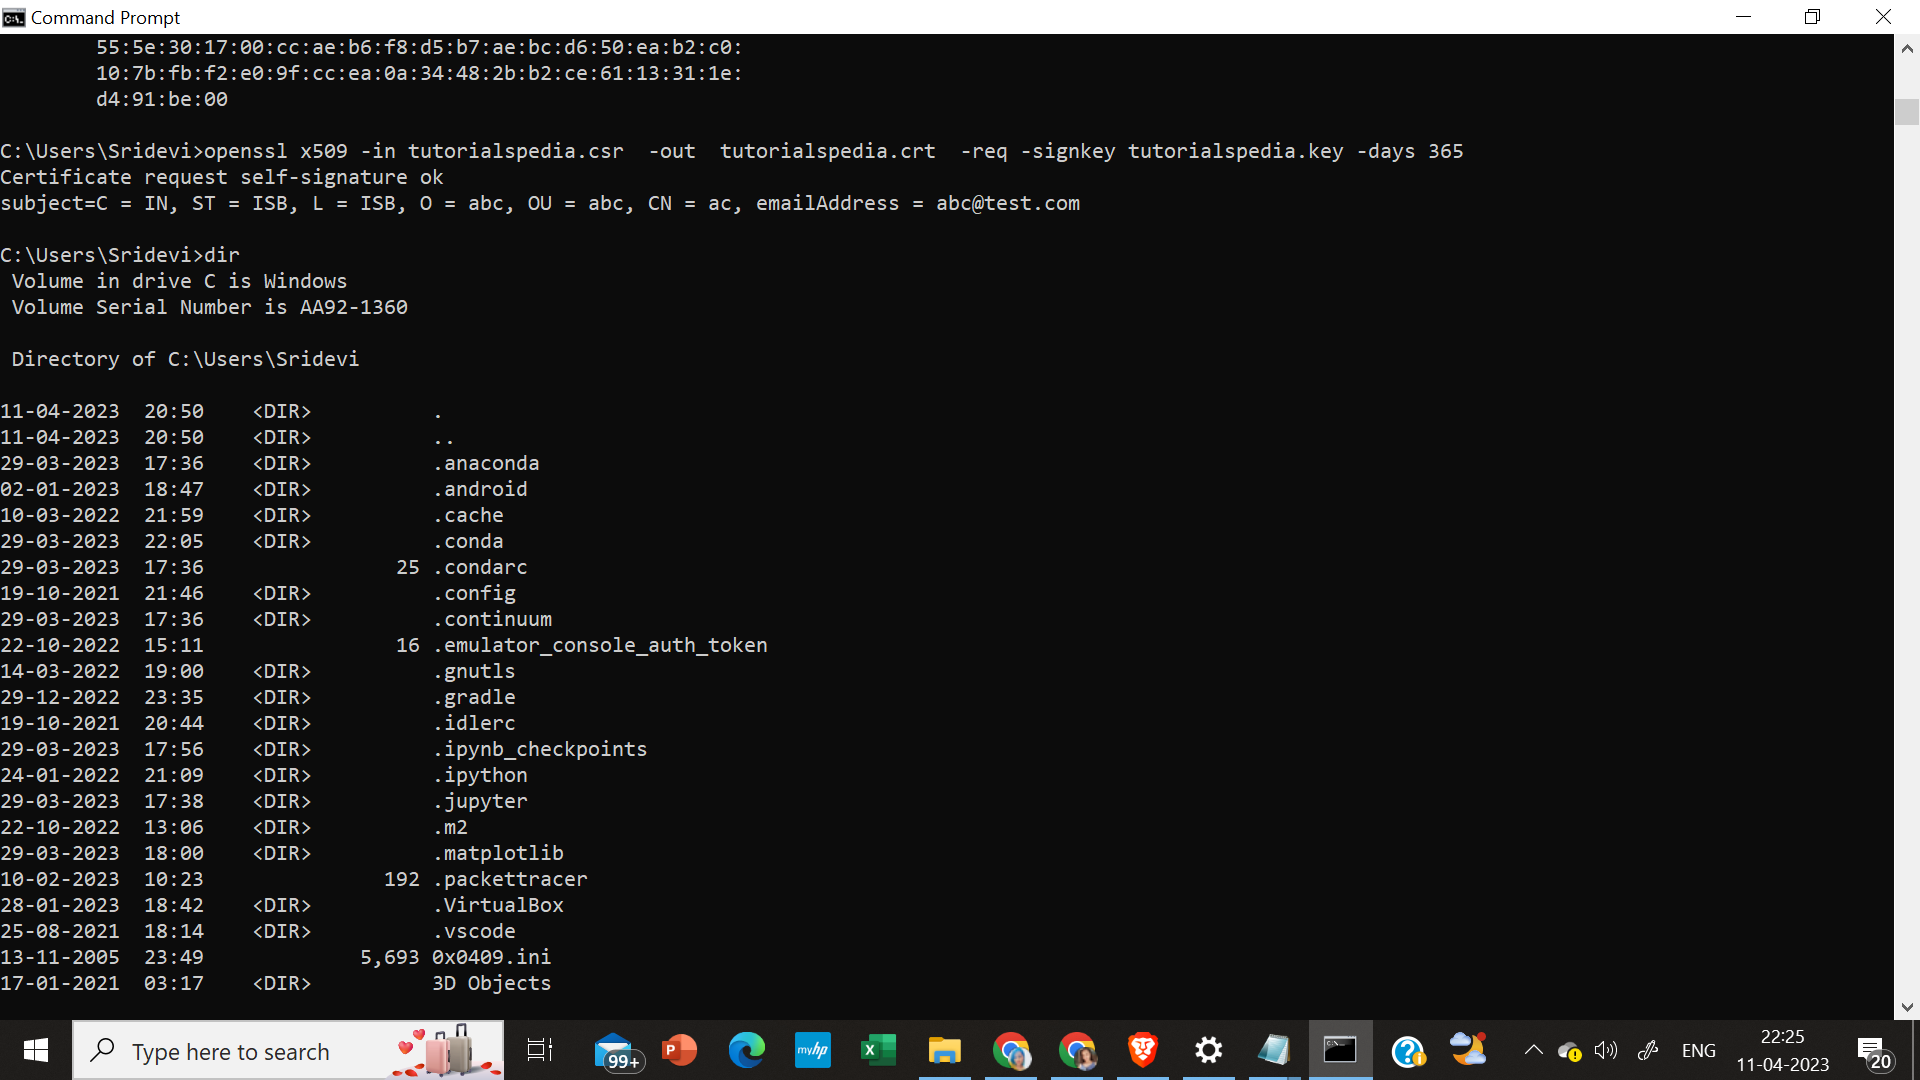 Command Prompt
55:5e:30:17:00:cc:ae:b6:f8:d5:b7:ae:bc:d6:50:ea:b2:c0:
10:7b:fb:f2:e0:9f:cc:ea:0a:34:48:2b:b2:ce:61:13:31:1e:
d4:91:be:00
C:\Users\Sridevi>openssl x509 -in tutorialspedia.csr  -out  tutorialspedia.crt  -req -signkey tutorialspedia.key -days 365
Certificate request self-signature ok
subject=C = IN, ST = ISB, L = ISB, O = abc, OU = abc, CN = ac, emailAddress = abc@test.com
C:\Users\Sridevi>dir
Volume in drive C is Windows
Volume Serial Number is AA92-1360
Directory of C:\Users\Sridevi
11-04-2023  20:50    <DIR>          .
11-04-2023  20:50    <DIR>          ..
29-03-2023  17:36    <DIR>          .anaconda
02-01-2023  18:47    <DIR>          .android
10-03-2022  21:59    <DIR>          .cache
29-03-2023  22:05    <DIR>          .conda
29-03-2023  17:36                25 .condarc
19-10-2021  21:46    <DIR>          .config
29-03-2023  17:36    <DIR>          .continuum
22-10-2022  15:11                16 .emulator_console_auth_token
14-03-2022  19:00    <DIR>          .gnutls
29-12-2022  23:35    <DIR>          .gradle
19-10-2021  20:44    <DIR>          .idlerc
29-03-2023  17:56    <DIR>          .ipynb_checkpoints
24-01-2022  21:09    <DIR>          .ipython
29-03-2023  17:38    <DIR>          .jupyter
22-10-2022  13:06    <DIR>          .m2
29-03-2023  18:00    <DIR>          .matplotlib
10-02-2023  10:23               192 .packettracer
28-01-2023  18:42    <DIR>          .VirtualBox
25-08-2021  18:14    <DIR>          .vscode
13-11-2005  23:49             5,693 0x0409.ini
17-01-2021  03:17    <DIR>          3D Objects
Type here to search
99+
P
myhp
X
ENG
22:25
11-04-2023
20